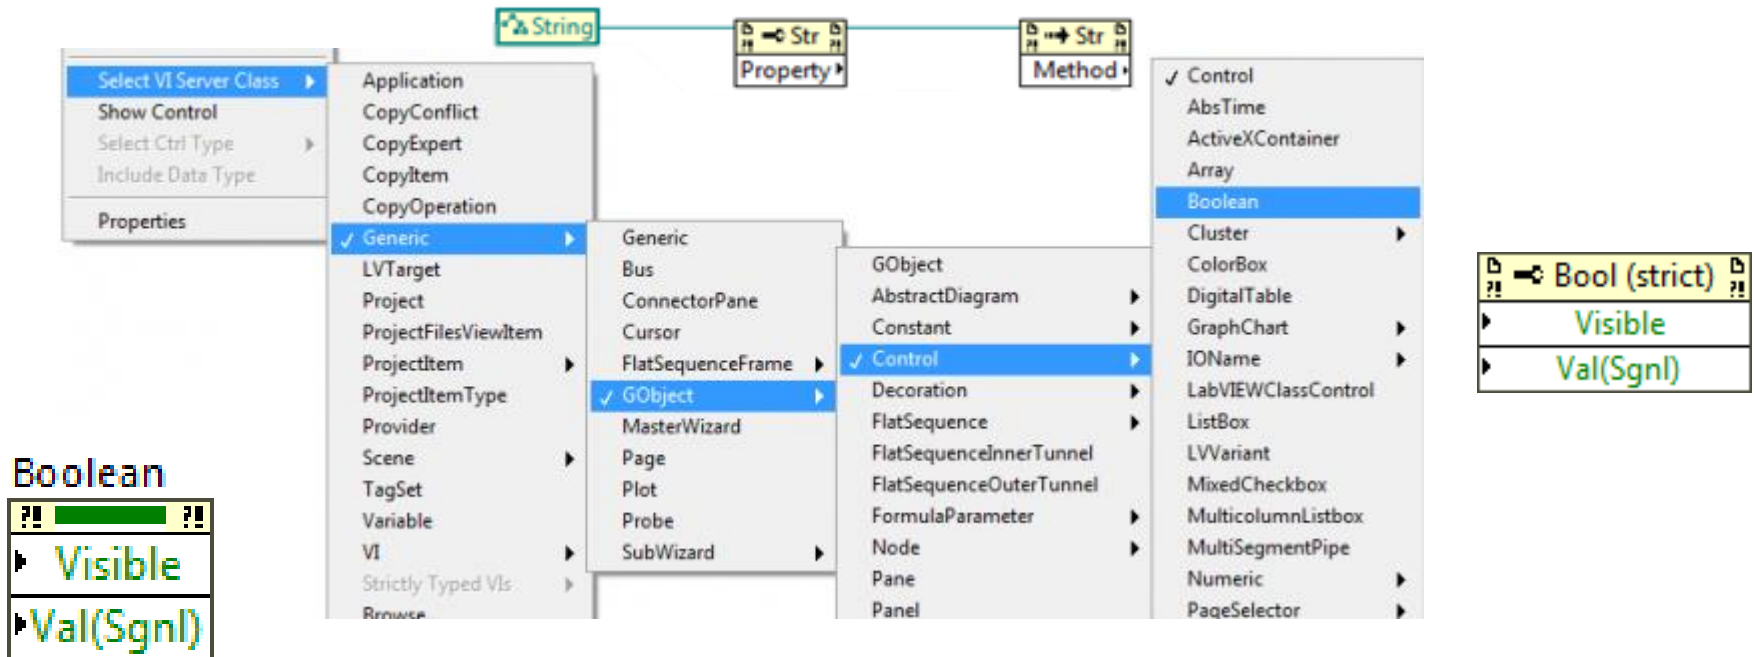 String
Str
Property
Str
Method
Select VI Server Class
Show Control
Select Ctrl Type
Include Data Type
Properties
Application
CopyConflict
CopyExpert
CopyItem
CopyOperation
Generic
LVTarget
Project
ProjectFilesViewItem
ProjectItem
ProjectItemType
Provider
Scene
TagSet
Variable
VI
Strictly Typed VIs
Browse
Generic
Bus
ConnectorPane
Cursor
FlatSequenceFrame
GObject
MasterWizard
Page
Plot
Probe
SubWizard
GObject
AbstractDiagram
Constant
Control
Decoration
FlatSequence
FlatSequenceInnerTunnel
FlatSequenceOuterTunnel
FormulaParameter
Node
Pane
Panel
Control
AbsTime
ActiveXContainer
Array
Boolean
Cluster
ColorBox
DigitalTable
GraphChart
IOName
LabVIEWClassControl
ListBox
LVVariant
MixedCheckbox
MulticolumnListbox
MultiSegmentPipe
Numeric
PageSelector
Bool (strict)
Visible
Val(Sgnl)
Boolean
?! ?!
Visible
Val(Sgnl)